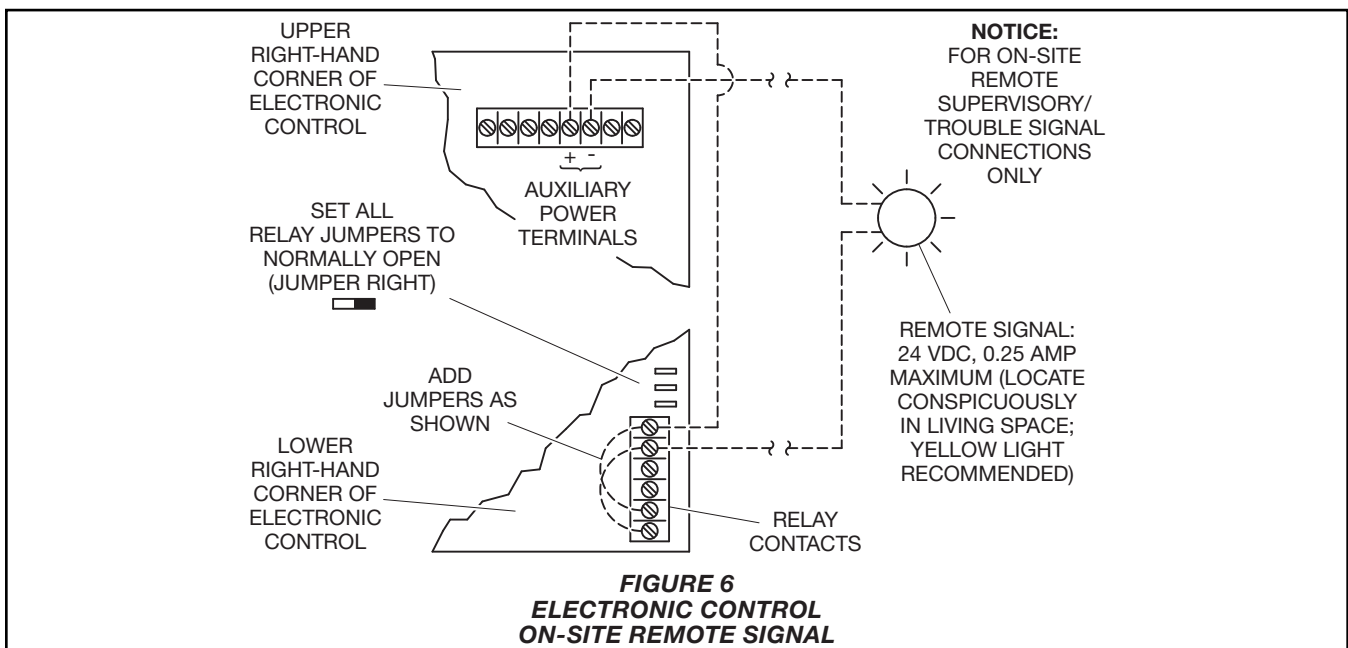 UPPER
RIGHT-HAND
CORNER OF
ELECTRONIC
CONTROL
NOTICE:
FOR ON-SITE
REMOTE
SUPERVISORY/
TROUBLE SIGNAL
CONNECTIONS
ONLY
+ -
AUXILIARY
POWER
TERMINALS
SET ALL
RELAY JUMPERS TO
NORMALLY OPEN
(JUMPER RIGHT)
REMOTE SIGNAL:
24 VDC, 0.25 AMP
MAXIMUM (LOCATE
CONSPICUOUSLY
IN LIVING SPACE;
YELLOW LIGHT
RECOMMENDED)
ADD
JUMPERS AS
SHOWN
LOWER
RIGHT-HAND
CORNER OF
ELECTRONIC
CONTROL
RELAY
CONTACTS
FIGURE 6
ELECTRONIC CONTROL
ON-SITE REMOTE SIGNAL